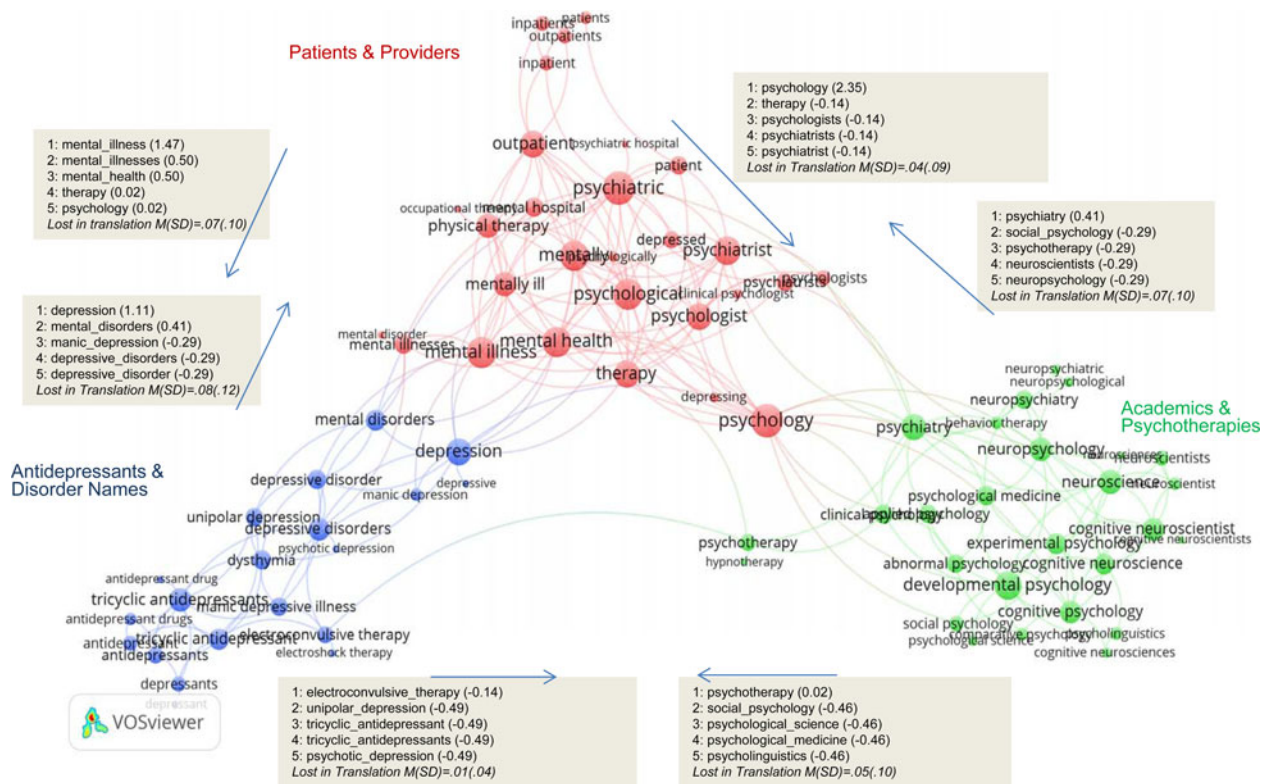 Patients & Providers
inpatients
patients
outpatients
inpatient
1: mental_illness (1.47)
2: mental_illnesses (0.50)
3: mental_health (0.50)
4: therapy (0.02)
5: psychology (0.02)
Lost in translation M(SD)=.07(.10)
1: psychology (2.35)
2: therapy (-0.14)
3: psychologists (-0.14)
4: psychiatrists (-0.14)
5: psychiatrist (-0.14)
Lost in Translation M(SD)=.04(.09)
outpatient
psychiatric hospital
patient
psychiatric
occupational therapy
mental hospital
physical therapy
depressed
mentally
psychologically
psychiatrist
mentally ill
psychological
clinical psychologist
psychiatrists
psychologists
psychologist
mental disorder
mental illnesses
mental illness
mental health
therapy
depressing
psychology
1: psychiatry (0.41)
2: social_psychology (-0.29)
3: psychotherapy (-0.29)
4: neuroscientists (-0.29)
5: neuropsychology (-0.29)
Lost in Translation M(SD)=.07(.10)
1: depression (1.11)
2: mental_disorders (0.41)
3: manic_depression (-0.29)
4: depressive_disorders (-0.29)
5: depressive_disorder (-0.29)
Lost in Translation M(SD)=.08(.12)
Antidepressants &
Disorder Names
mental disorders
depression
depressive disorder
depressive
manic depression
unipolar depression
depressive disorders
psychotic depression
dysthymia
antidepressant drug
tricyclic antidepressants
manic depressive illness
antidepressant drugs
tricyclic antidepressant
electroconvulsive therapy
antidepressant
antidepressants
electroshock therapy
depressants
depressant
VOSviewer
Academics &
Psychotherapies
neuropsychiatric
neuropsychological
neuropsychiatry
psychiatry
behavior therapy
neuropsychology
neurosciences
neuroscientists
neuroscience
neuroscientist
psychological medicine
clinical psychology
applied psychology
cognitive neuroscientist
cognitive neuroscientists
psychotherapy
hypnotherapy
experimental psychology
abnormal psychology
cognitive neuroscience
developmental psychology
cognitive psychology
social psychology
comparative psychology
psycholinguistics
psychological science
cognitive neurosciences
1: electroconvulsive_therapy (-0.14)
2: unipolar_depression (-0.49)
3: tricyclic_antidepressant (-0.49)
4: tricyclic_antidepressants (-0.49)
5: psychotic_depression (-0.49)
Lost in Translation M(SD)=.01(.04)
1: psychotherapy (0.02)
2: social_psychology (-0.46)
3: psychological_science (-0.46)
4: psychological_medicine (-0.46)
5: psycholinguistics (-0.46)
Lost in Translation M(SD)=.05(.10)